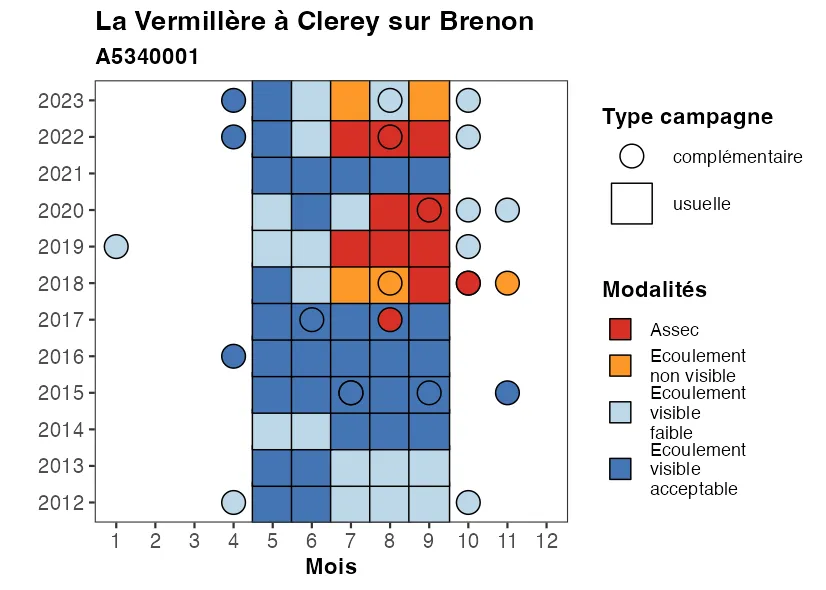 La Vermillère à Clerey sur Brenon
A5340001
2023
2022
2021
2020
2019
2018
2017
2016
2015
2014
2013
2012
1 2 3 4 5 6 7 8 9 10 11 12
Mois
Type campagne
complémentaire
usuelle
Modalités
Assec
Ecoulement
non visible
Ecoulement
visible
faible
Ecoulement
visible
acceptable